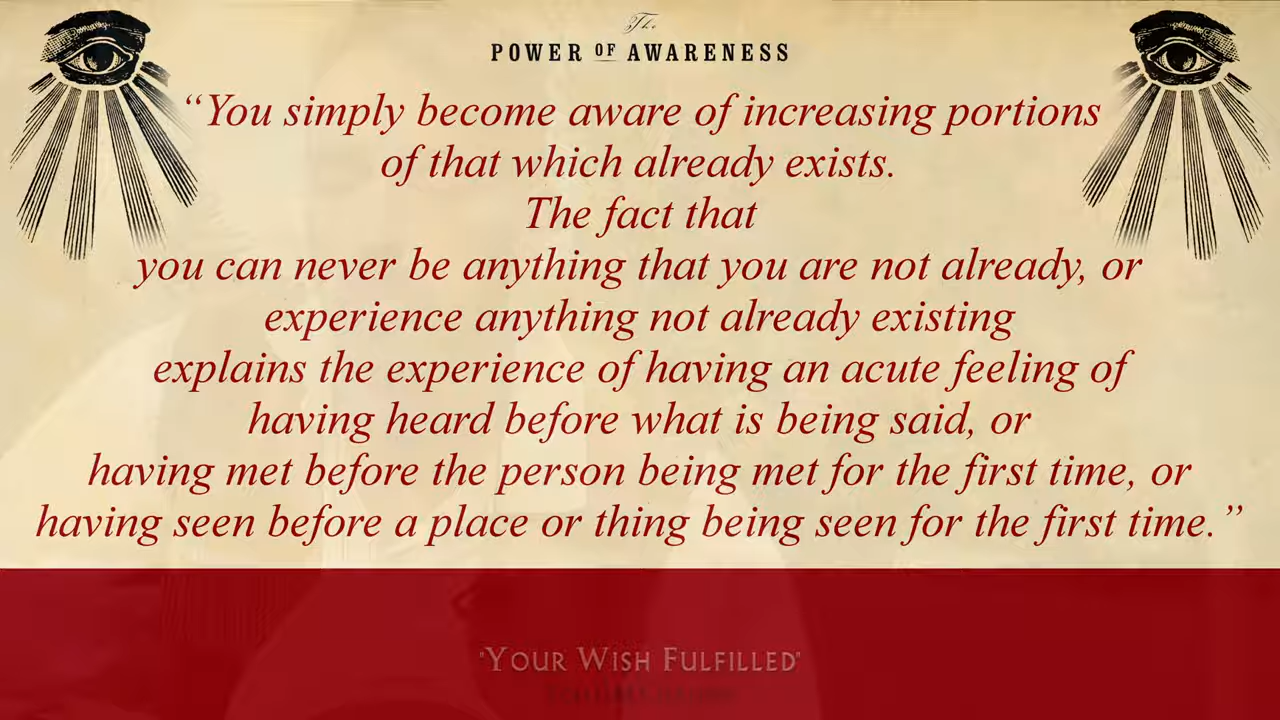 The
POWER OF AWARENESS
“You simply become aware of increasing portions
of that which already exists.
The fact that
you can never be anything that you are not already, or
experience anything not already existing
explains the experience of having an acute feeling of
having heard before what is being said, or
having met before the person being met for the first time, or
having seen before a place or thing being seen for the first time.”
"YOUR WISH FULFILLED"